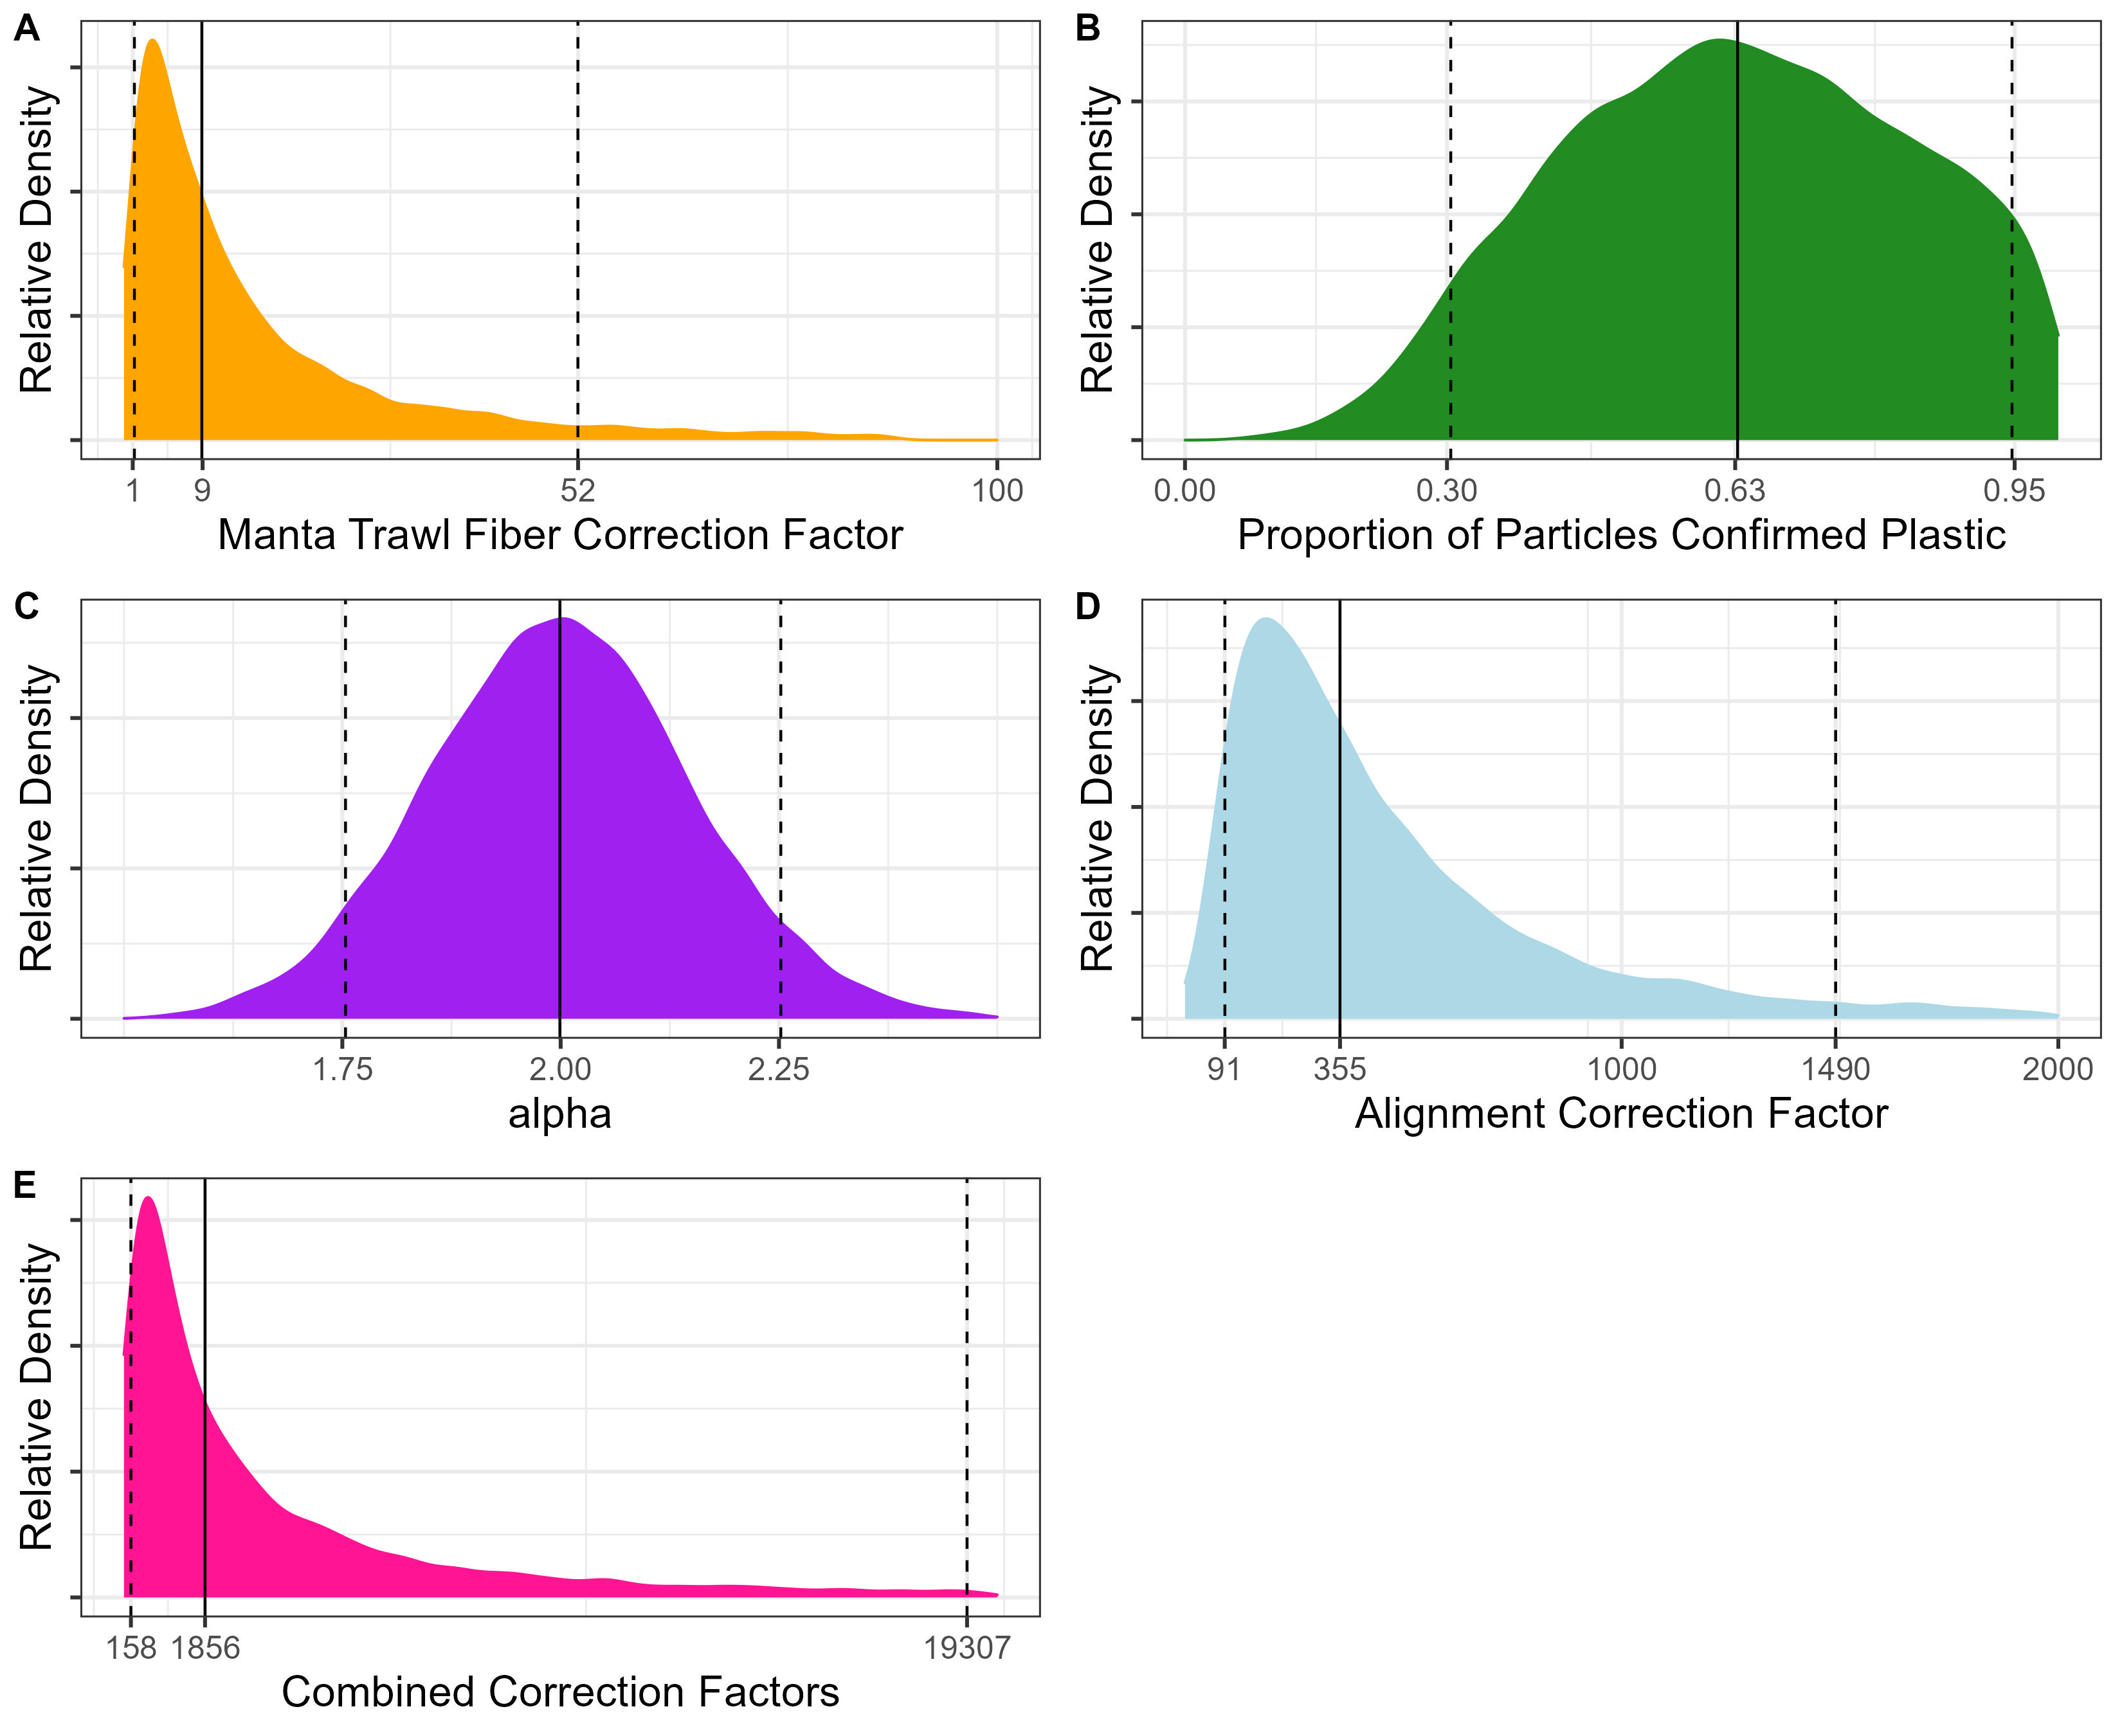 A
Relative Density
1 9 52 100
Manta Trawl Fiber Correction Factor
B
Relative Density
0.00 0.30 0.63 0.95
Proportion of Particles Confirmed Plastic
C
Relative Density
1.75 2.00 2.25
alpha
D
Relative Density
91 355 1000 1490 2000
Alignment Correction Factor
E
Relative Density
158 1856 19307
Combined Correction Factors